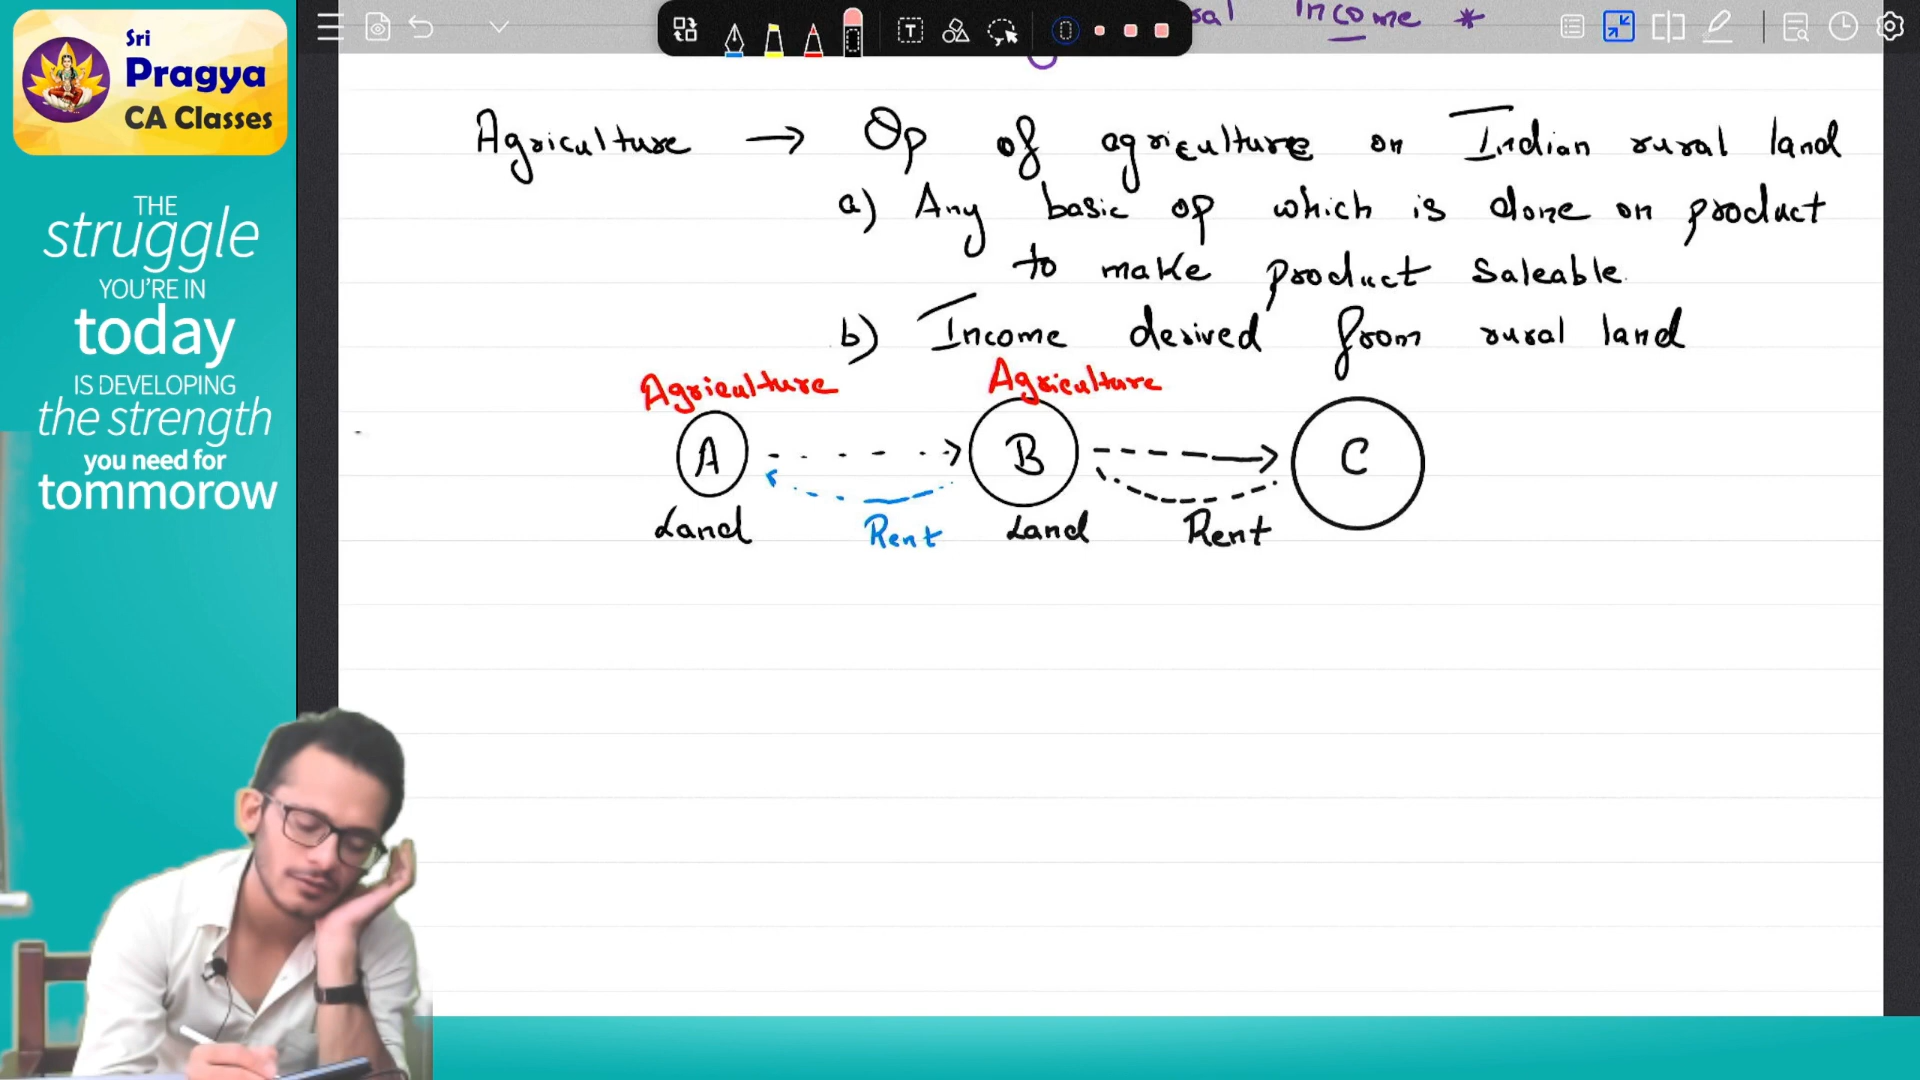 Sri
Pragya
CA Classes
THE
struggle
YOU'RE IN
today
IS DEVELOPING
the strength
you need for
tommorow
Income *
Agriculture → Op of agriculture on Indian rural land
a) Any basic op which is done on product
to make product saleable.
b) Income derived from rural land
Agriculture Agriculture
A B C
Land Rent Land Rent